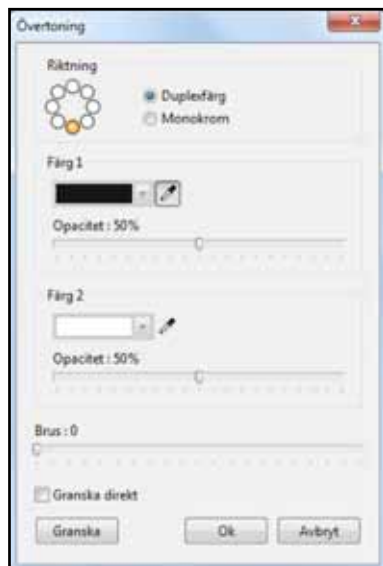 Övertoning
Riktning
Duplexfärg
Monokrom
Färg 1
Opacitet : 50%
Färg 2
Opacitet : 50%
Brus : 0
Granska direkt
Granska Ok Avbryt